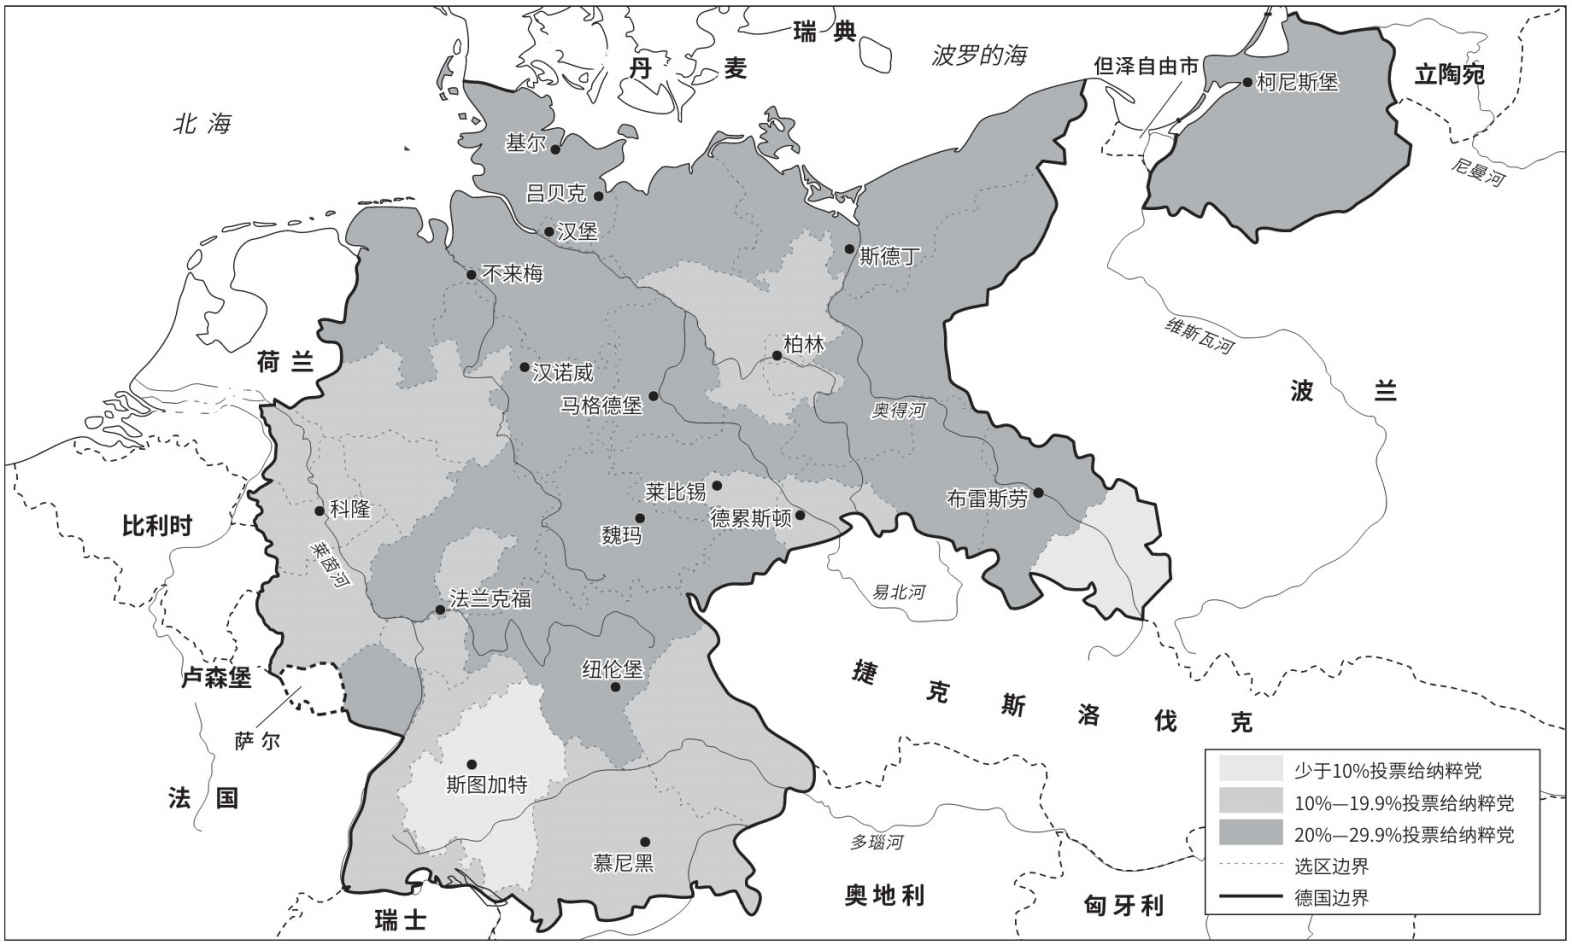 瑞典
丹麦
波罗的海
但泽自由市
柯尼斯堡
立陶宛
北海
基尔
尼曼河
吕贝克
汉堡
斯德丁
不来梅
维斯瓦河
荷兰
柏林
汉诺威
马格德堡
奥得河
波兰
莱比锡
布雷斯劳
科隆
德累斯顿
比利时
魏玛
莱茵河
易北河
法兰克福
卢森堡
纽伦堡
捷克斯洛伐克
萨尔
斯图加特
法国
多瑙河
慕尼黑
奥地利
匈牙利
瑞士
少于10%投票给纳粹党
10%—19.9%投票给纳粹党
20%—29.9%投票给纳粹党
选区边界
德国边界